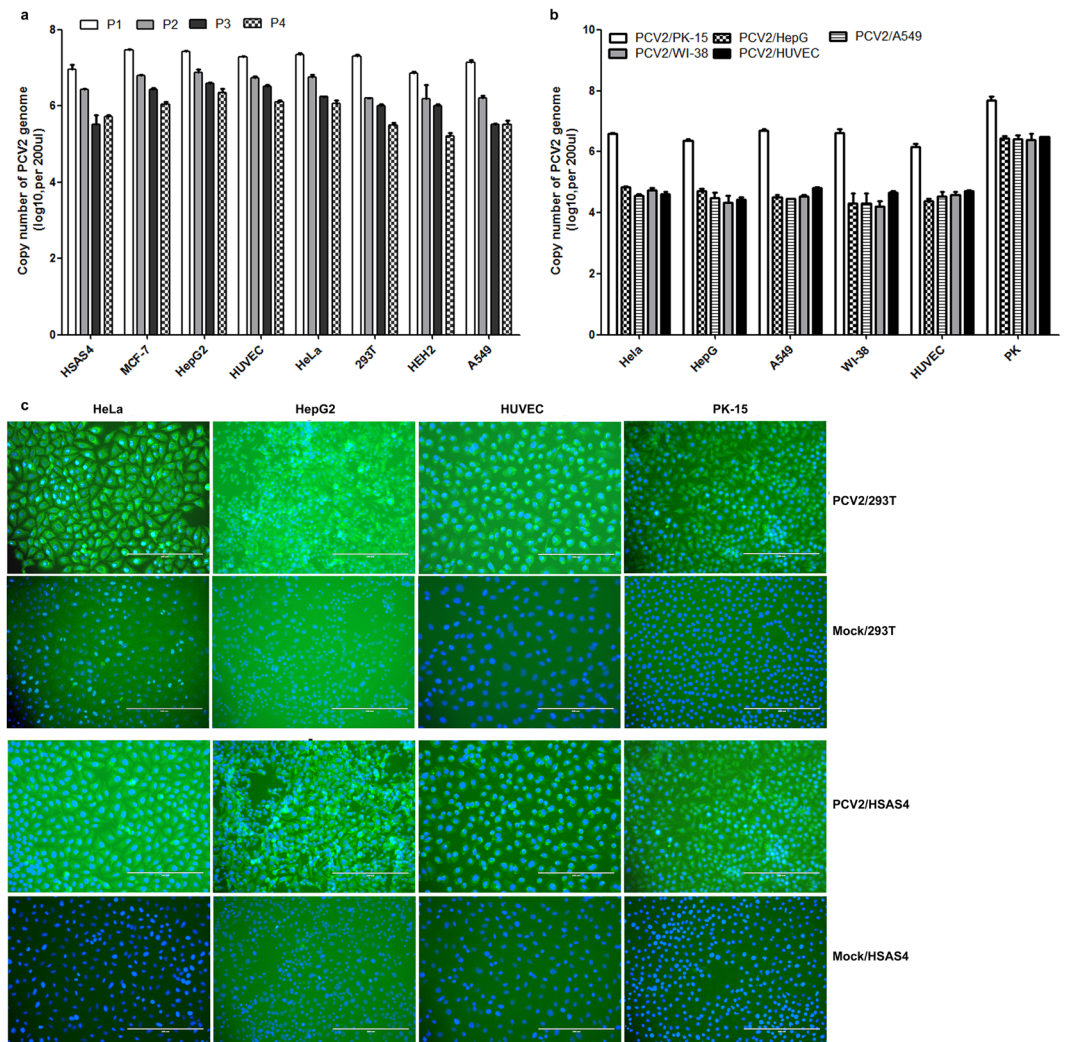 a
P1 P2 P3 P4
Copy number of PCV2 genome
(log10,per 200ul)
8
6
4
2
0
HSAS4 MCF-7 HepG2 HUVEC HeLa 293T HEH2 A549
b
PCV2/PK-15 PCV2/HepG PCV2/A549
PCV2/WI-38 PCV2/HUVEC
Copy number of PCV2 genome
(log10,per 200ul)
10
8
6
4
2
0
Hela HepG A549 WI-38 HUVEC PK
c
HeLa HepG2 HUVEC PK-15
PCV2/293T
Mock/293T
PCV2/HSAS4
Mock/HSAS4